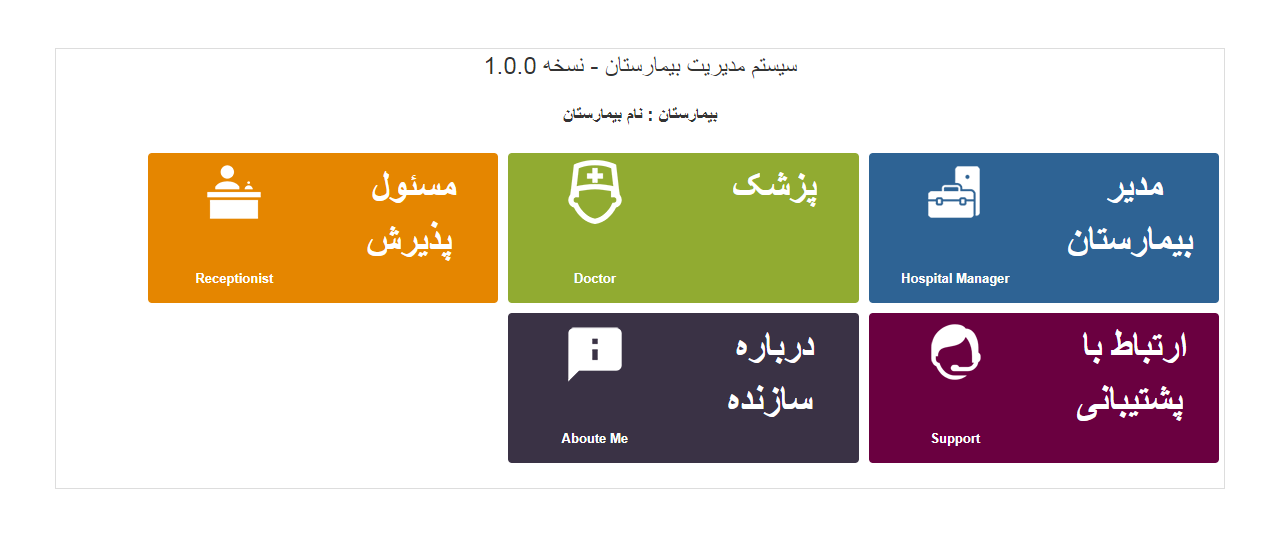 سیستم مدیریت بیمارستان - نسخه 1.0.0
بیمارستان : نام بیمارستان
مدیر
بیمارستان
Hospital Manager
پزشک
Doctor
مسئول
پذیرش
Receptionist
ارتباط با
پشتیبانی
Support
درباره
سازنده
Aboute Me